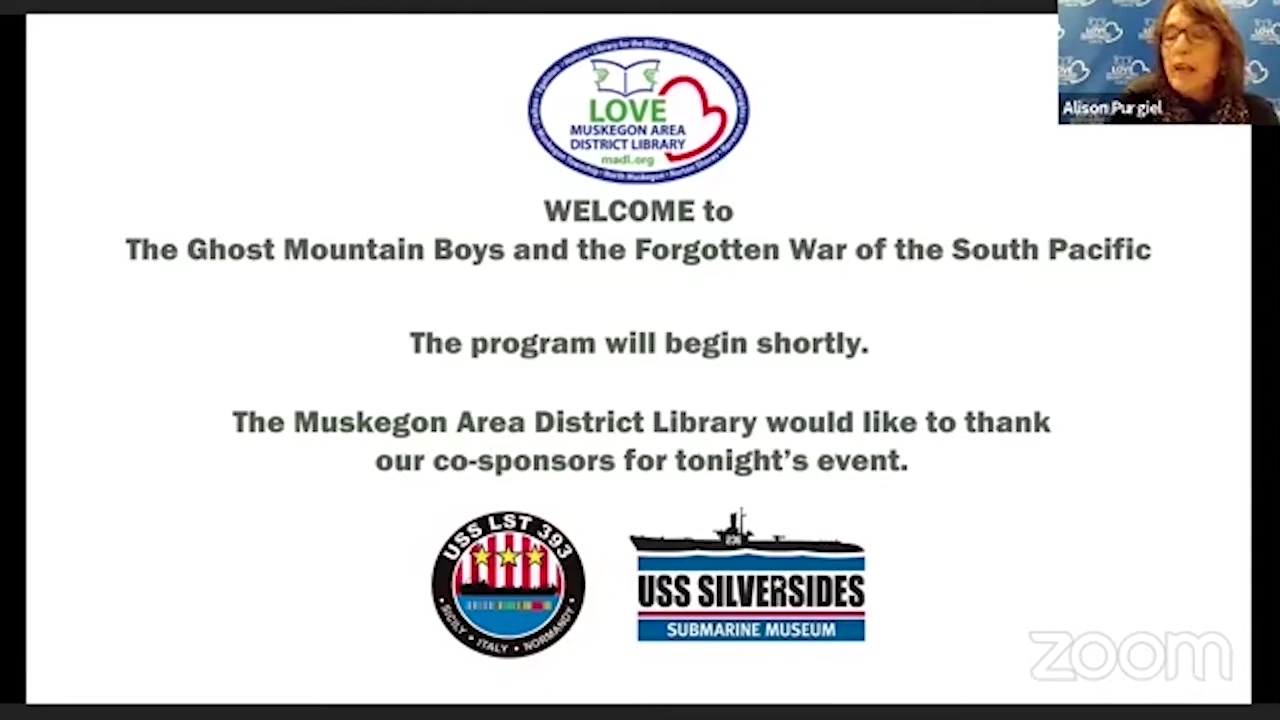 Alison Purgiel
LOVE
MUSKEGON AREA
DISTRICT LIBRARY
madl.org
WELCOME to
The Ghost Mountain Boys and the Forgotten War of the South Pacific
The program will begin shortly.
The Muskegon Area District Library would like to thank
our co-sponsors for tonight's event.
USS LST 393
SICILY • ITALY • NORMANDY
236
USS SILVERSIDES
SUBMARINE MUSEUM
zoom